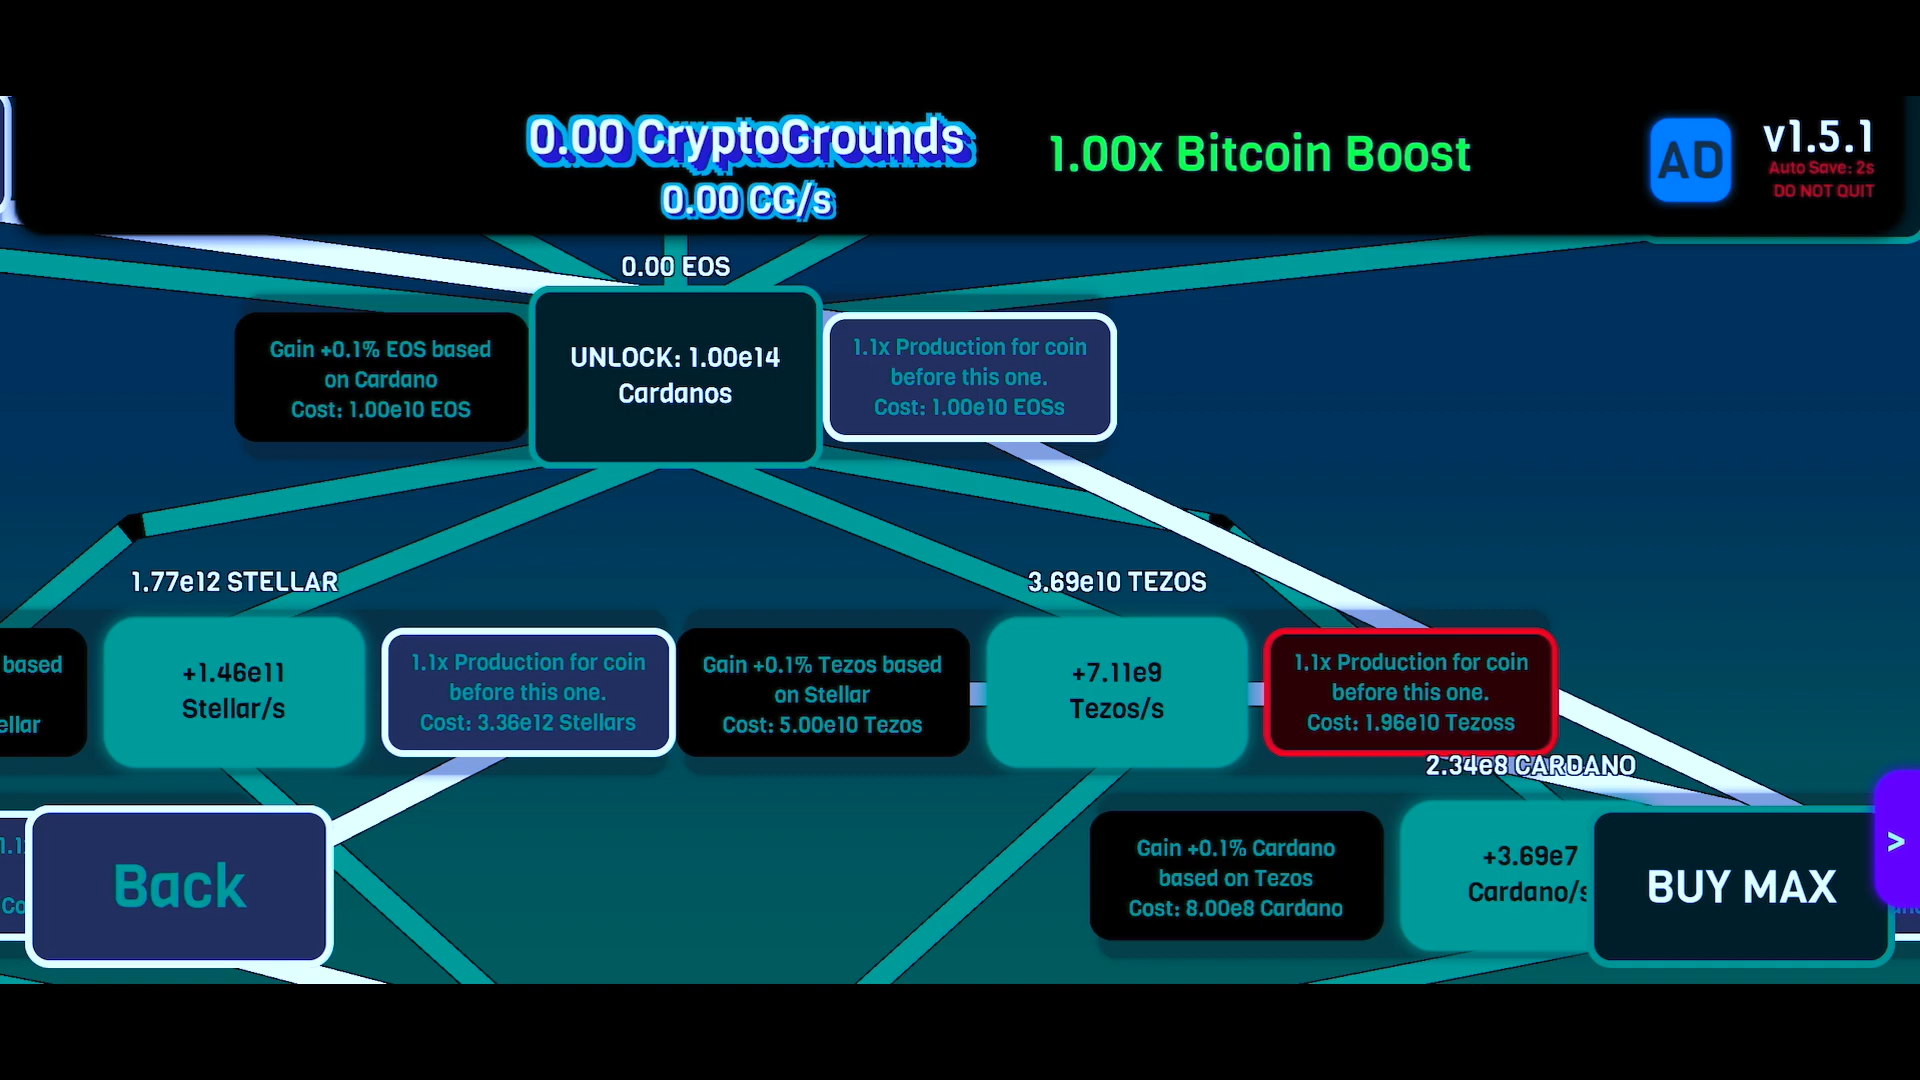 0.00 CryptoGrounds
0.00 CG/s
1.00x Bitcoin Boost
AD
v1.5.1
Auto Save: 2s
DO NOT QUIT
0.00 EOS
Gain +0.1% EOS based
on Cardano
Cost: 1.00e10 EOS
UNLOCK: 1.00e14
Cardanos
1.1x Production for coin
before this one.
Cost: 1.00e10 EOSs
1.77e12 STELLAR
3.69e10 TEZOS
based
ellar
+1.46e11
Stellar/s
1.1x Production for coin
before this one.
Cost: 3.36e12 Stellars
Gain +0.1% Tezos based
on Stellar
Cost: 5.00e10 Tezos
+7.11e9
Tezos/s
1.1x Production for coin
before this one.
Cost: 1.96e10 Tezoss
2.34e8 CARDANO
1.1
Co
Back
Gain +0.1% Cardano
based on Tezos
Cost: 8.00e8 Cardano
+3.69e7
Cardano/s
BUY MAX
>